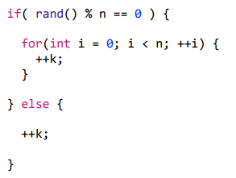 if( rand() % n == 0 ) {
for(int i = 0; i < n; ++i) {
++k;
}
} else {
++k;
}